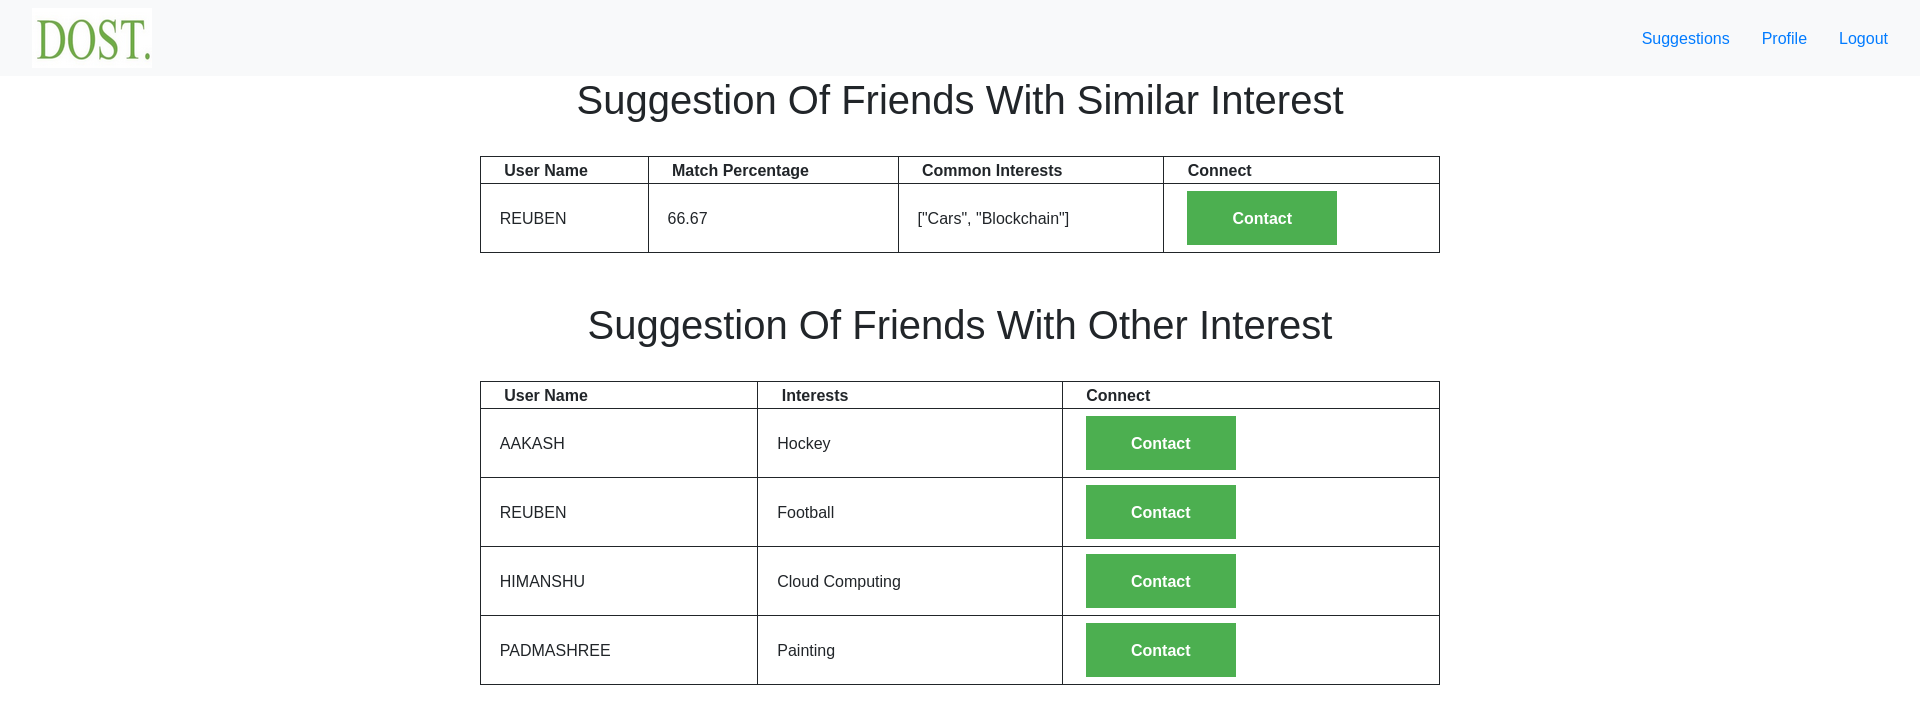 DOST.
Suggestions Profile Logout
Suggestion Of Friends With Similar Interest
User Name Match Percentage Common Interests Connect
REUBEN 66.67 ["Cars", "Blockchain"] Contact
Suggestion Of Friends With Other Interest
User Name Interests Connect
AAKASH Hockey Contact
REUBEN Football Contact
HIMANSHU Cloud Computing Contact
PADMASHREE Painting Contact